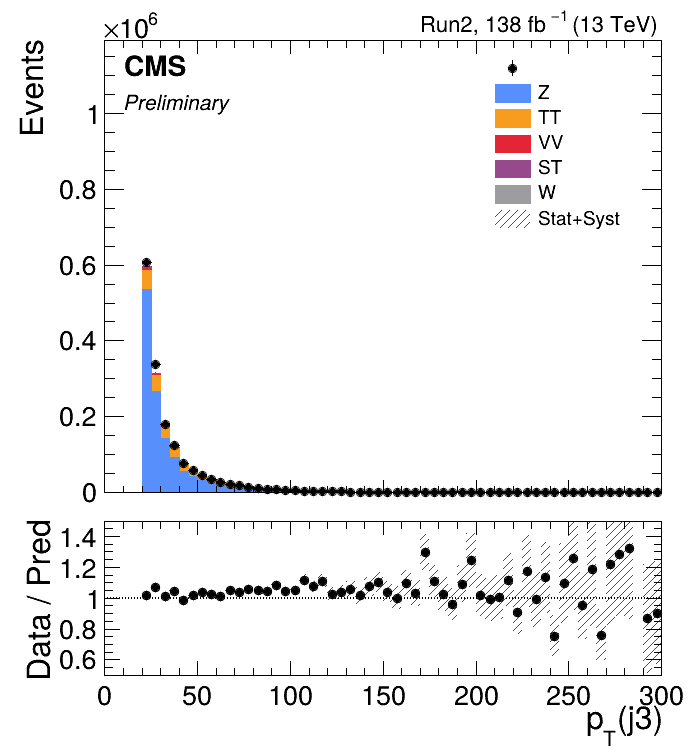 ×10⁶
Run2, 138 fb⁻¹ (13 TeV)
CMS
Preliminary
Events
Z
TT
VV
ST
W
Stat+Syst
1
0.8
0.6
0.4
0.2
0
Data / Pred
1.4
1.2
1
0.8
0.6
0 50 100 150 200 250 300
p_T(j3)